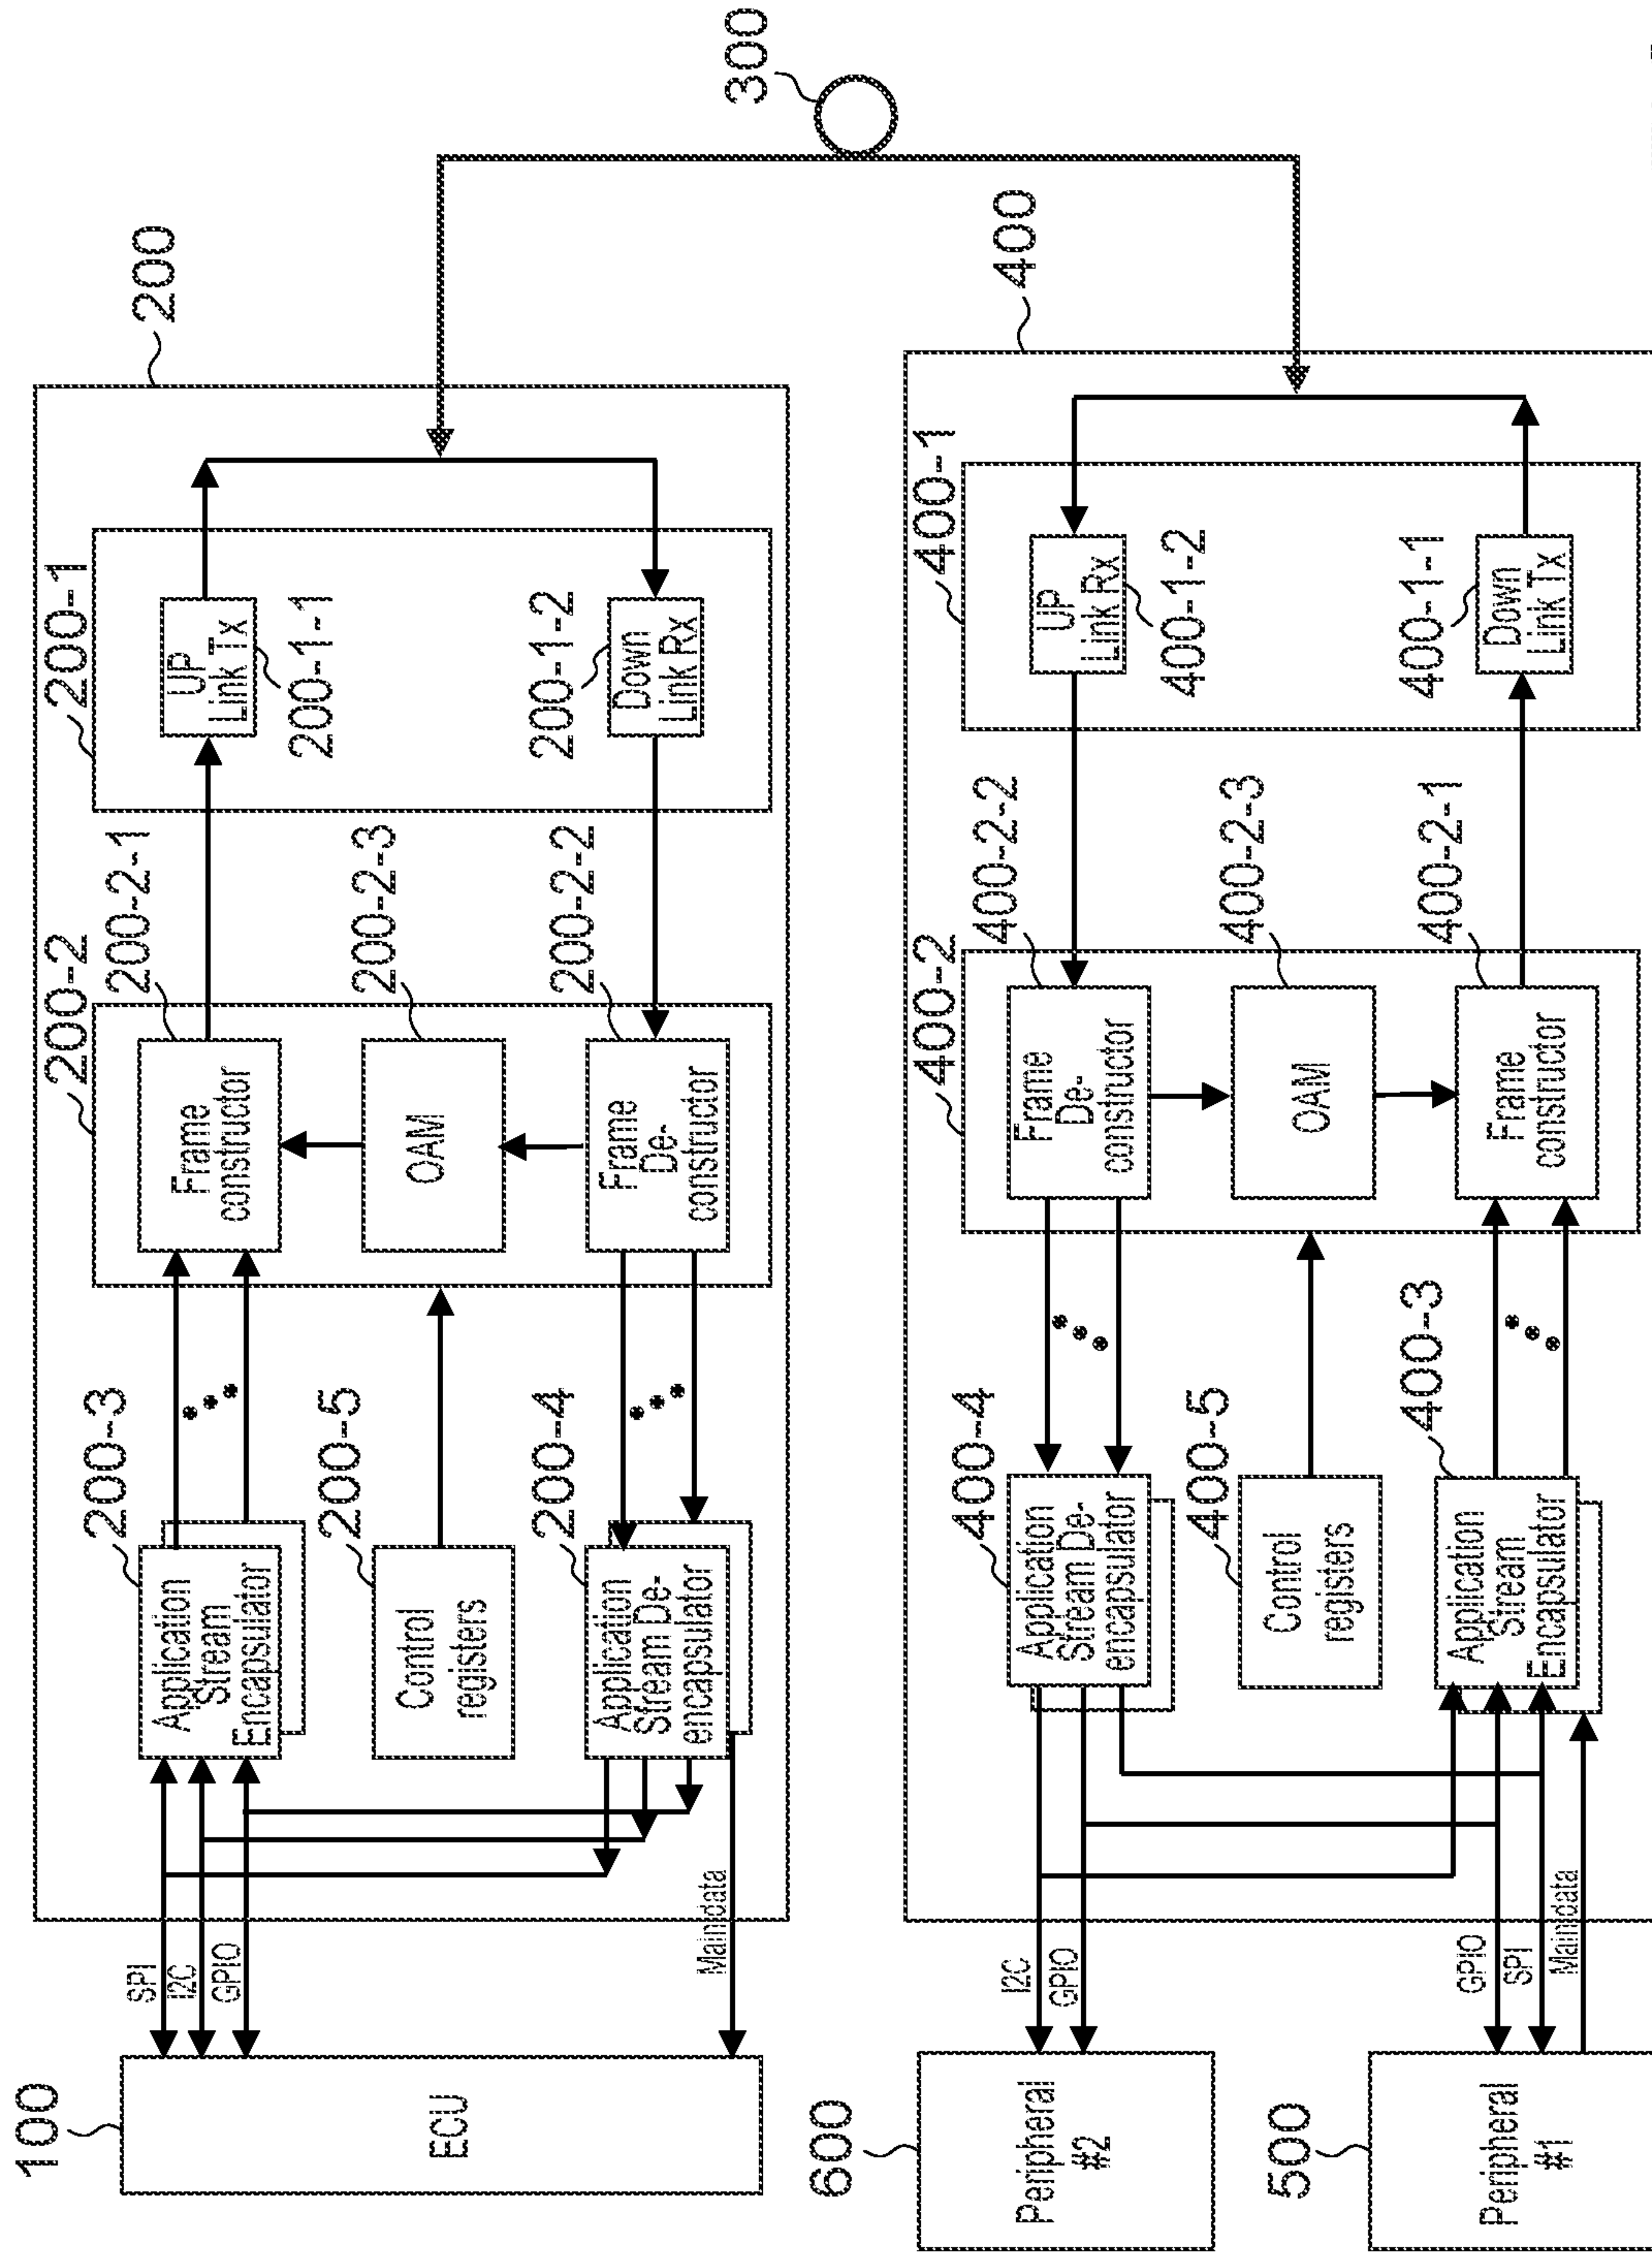 100
ECU
SPI
I2C
GPIO
Main data
200
200-3
Application
Stream
Encapsulator
200-5
Control
registers
200-4
Application
Stream De-
encapsulator
200-2
200-2-1
Frame
constructor
200-2-3
OAM
200-2-2
Frame
De-
constructor
200-1
UP
Link Tx
200-1-1
200-1-2
Down
Link Rx
300
600
Peripheral
#2
500
Peripheral
#1
I2C
GPIO
GPIO
SPI
Main data
400
400-4
Application
Stream De-
encapsulator
400-5
Control
registers
400-3
Application
Stream
Encapsulator
400-2
400-2-2
Frame
De-
constructor
400-2-3
OAM
400-2-1
Frame
constructor
400-1
UP
Link Rx
400-1-2
400-1-1
Down
Link Tx